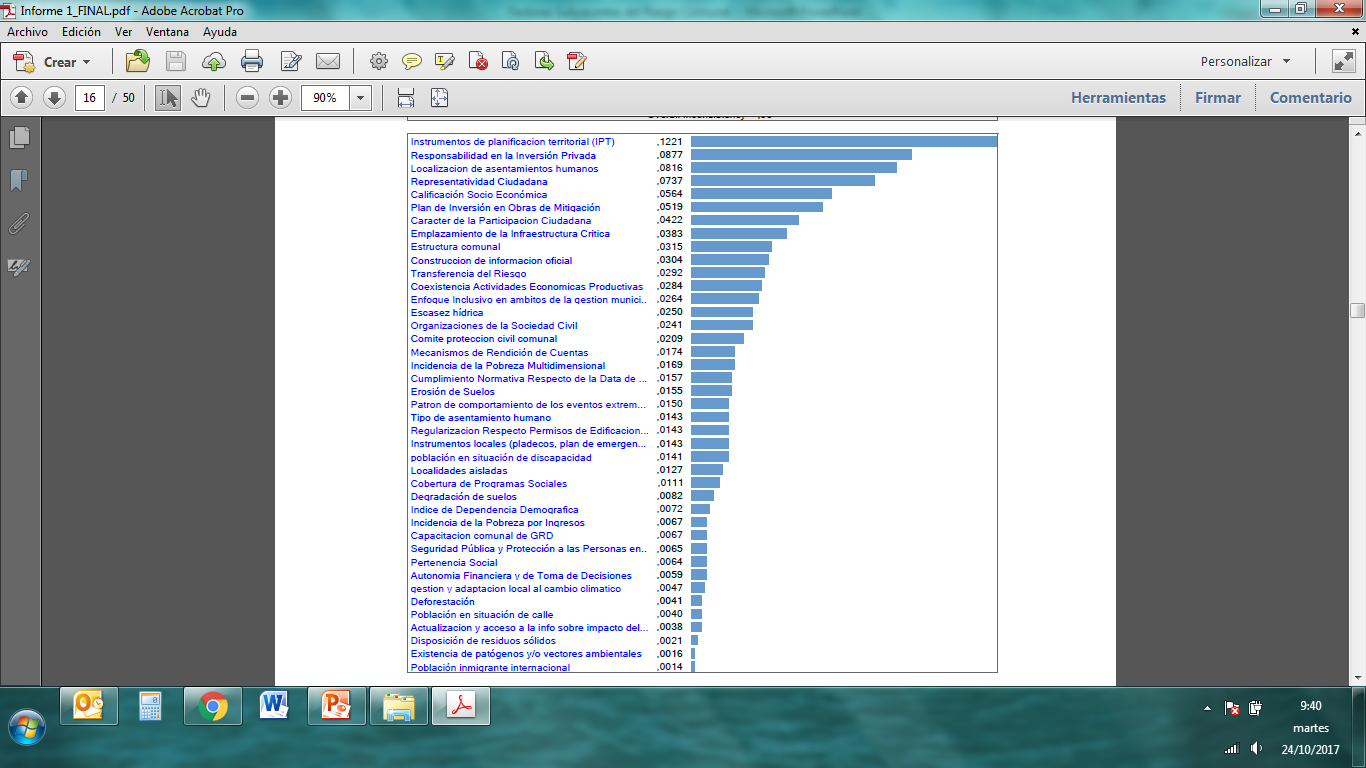 Informe 1_FINAL.pdf - Adobe Acrobat Pro
Archivo Edición Ver Ventana Ayuda
Crear
Personalizar
16 / 50
90%
Herramientas Firmar Comentario
Instrumentos de planificacion territorial (IPT) ,1221
Responsabilidad en la Inversión Privada ,0877
Localizacion de asentamientos humanos ,0816
Representatividad Ciudadana ,0737
Calificación Socio Económica ,0564
Plan de Inversión en Obras de Mitigación ,0519
Caracter de la Participacion Ciudadana ,0422
Emplazamiento de la Infraestructura Critica ,0383
Estructura comunal ,0315
Construccion de informacion oficial ,0304
Transferencia del Riesgo ,0292
Coexistencia Actividades Economicas Productivas ,0284
Enfoque Inclusivo en ambitos de la gestion munici.. ,0264
Escasez hídrica ,0250
Organizaciones de la Sociedad Civil ,0241
Comite proteccion civil comunal ,0209
Mecanismos de Rendición de Cuentas ,0174
Incidencia de la Pobreza Multidimensional ,0169
Cumplimiento Normativa Respecto de la Data de ... ,0157
Erosión de Suelos ,0155
Patron de comportamiento de los eventos extrem... ,0150
Tipo de asentamiento humano ,0143
Regularizacion Respecto Permisos de Edificacion... ,0143
Instrumentos locales (pladecos, plan de emergen... ,0143
población en situación de discapacidad ,0141
Localidades aisladas ,0127
Cobertura de Programas Sociales ,0111
Degradación de suelos ,0082
Indice de Dependencia Demografica ,0072
Incidencia de la Pobreza por Ingresos ,0067
Capacitacion comunal de GRD ,0067
Seguridad Pública y Protección a las Personas en.. ,0065
Pertenencia Social ,0064
Autonomia Financiera y de Toma de Decisiones ,0059
gestion y adaptacion local al cambio climatico ,0047
Deforestación ,0041
Población en situación de calle ,0040
Actualizacion y acceso a la info sobre impacto del... ,0038
Disposición de residuos sólidos ,0021
Existencia de patógenos y/o vectores ambientales ,0016
Población inmigrante internacional ,0014
9:40
martes
24/10/2017